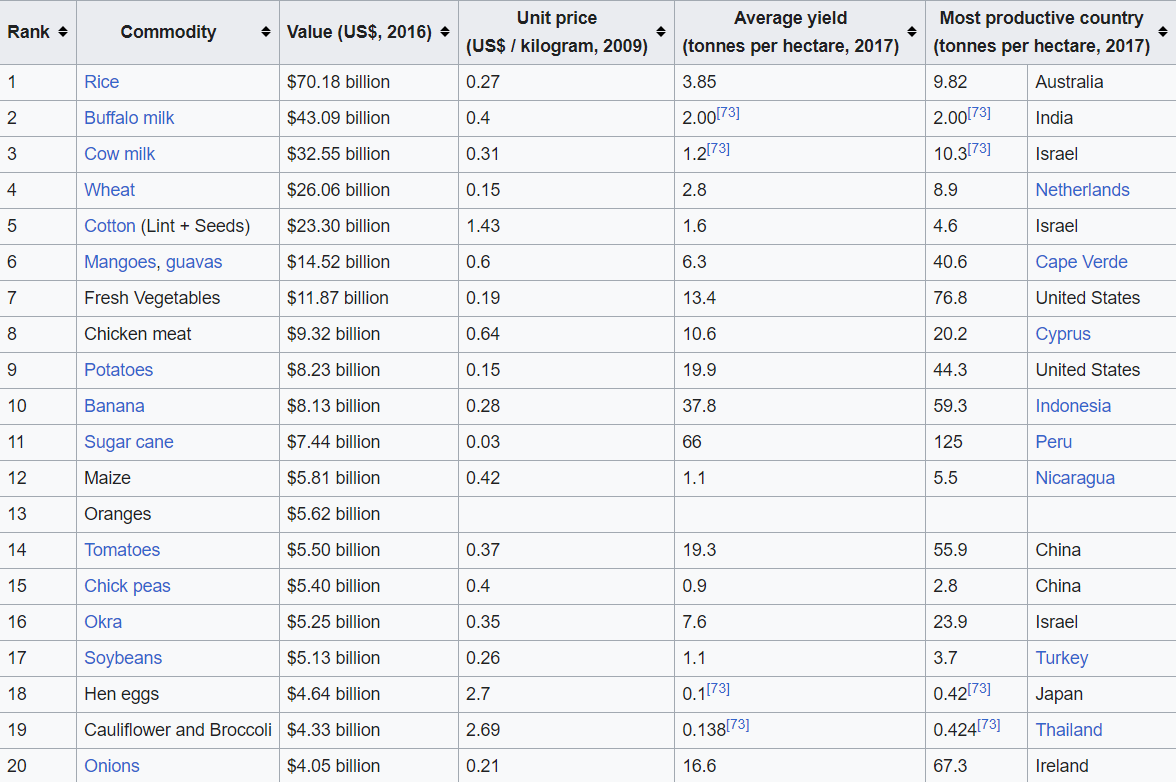 Rank Commodity Value (US$, 2016) Unit price (US$ / kilogram, 2009) Average yield (tonnes per hectare, 2017) Most productive country (tonnes per hectare, 2017)
1 Rice $70.18 billion 0.27 3.85 9.82 Australia
2 Buffalo milk $43.09 billion 0.4 2.00[73] 2.00[73] India
3 Cow milk $32.55 billion 0.31 1.2[73] 10.3[73] Israel
4 Wheat $26.06 billion 0.15 2.8 8.9 Netherlands
5 Cotton (Lint + Seeds) $23.30 billion 1.43 1.6 4.6 Israel
6 Mangoes, guavas $14.52 billion 0.6 6.3 40.6 Cape Verde
7 Fresh Vegetables $11.87 billion 0.19 13.4 76.8 United States
8 Chicken meat $9.32 billion 0.64 10.6 20.2 Cyprus
9 Potatoes $8.23 billion 0.15 19.9 44.3 United States
10 Banana $8.13 billion 0.28 37.8 59.3 Indonesia
11 Sugar cane $7.44 billion 0.03 66 125 Peru
12 Maize $5.81 billion 0.42 1.1 5.5 Nicaragua
13 Oranges $5.62 billion
14 Tomatoes $5.50 billion 0.37 19.3 55.9 China
15 Chick peas $5.40 billion 0.4 0.9 2.8 China
16 Okra $5.25 billion 0.35 7.6 23.9 Israel
17 Soybeans $5.13 billion 0.26 1.1 3.7 Turkey
18 Hen eggs $4.64 billion 2.7 0.1[73] 0.42[73] Japan
19 Cauliflower and Broccoli $4.33 billion 2.69 0.138[73] 0.424[73] Thailand
20 Onions $4.05 billion 0.21 16.6 67.3 Ireland